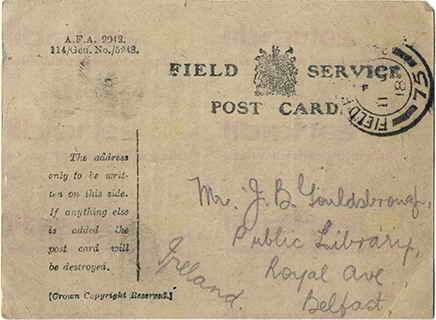 A.F.A. 2042.
114/Gen. No./5248.
FIELD SERVICE
POST CARD.
FIELD
75
The address
only to be writ-
ten on this side.
If anything else
is added the
post card will
be destroyed.
[Crown Copyright Reserved.]
Mr. J. B. Gouldsbrough,
Public Library,
Royal Ave
Belfast.
Ireland.